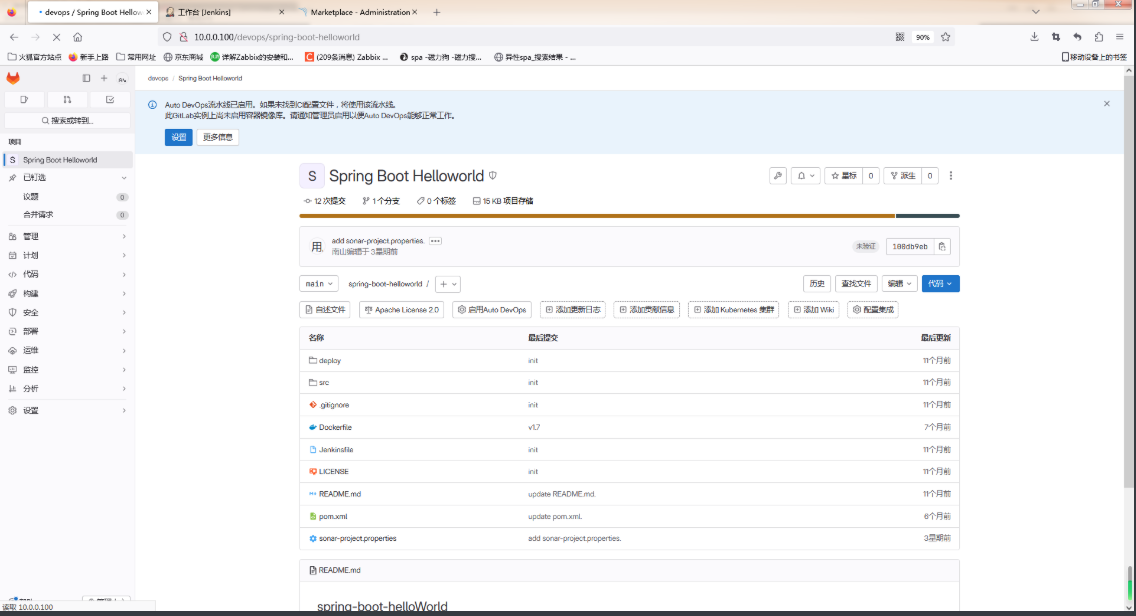 devops / Spring Boot Hellow
工作台 [Jenkins]
Marketplace - Administration
10.0.0.100/devops/spring-boot-helloworld
90%
火狐官方站点
新手上路
常用网址
京东商城
详解Zabbix的安装和...
(209条消息) Zabbix ...
spa -磁力狗 -磁力搜...
异性spa_搜索结果 - ...
移动设备上的书签
devops / Spring Boot Helloworld
搜索或转到...
项目
S Spring Boot Helloworld
已钉选
议题 0
合并请求 0
管理
计划
代码
构建
安全
部署
运维
监控
分析
设置
Auto DevOps流水线已启用。如果未找到CI配置文件，将使用该流水线。
此GitLab实例上尚未启用容器镜像库。请通知管理员启用以便Auto DevOps能够正常工作。
设置 更多信息
S Spring Boot Helloworld
星标 0 派生 0
12 次提交 1 个分支 0 个标签 15 KB 项目存储
用 add sonar-project.properties. •••
南山编辑于 3星期前
未验证 100db9eb
main spring-boot-helloworld / +
历史 查找文件 编辑 代码
自述文件 Apache License 2.0 启用Auto DevOps 添加更新日志 添加贡献信息 添加 Kubernetes 集群 添加 Wiki 配置集成
名称 最后提交 最后更新
deploy init 11个月前
src init 11个月前
.gitignore init 11个月前
Dockerfile v1.7 7个月前
Jenkinsfile init 11个月前
LICENSE init 11个月前
README.md update README.md. 11个月前
pom.xml update pom.xml. 6个月前
sonar-project.properties add sonar-project.properties. 3星期前
README.md
spring-boot-helloWorld
读取 10.0.0.100